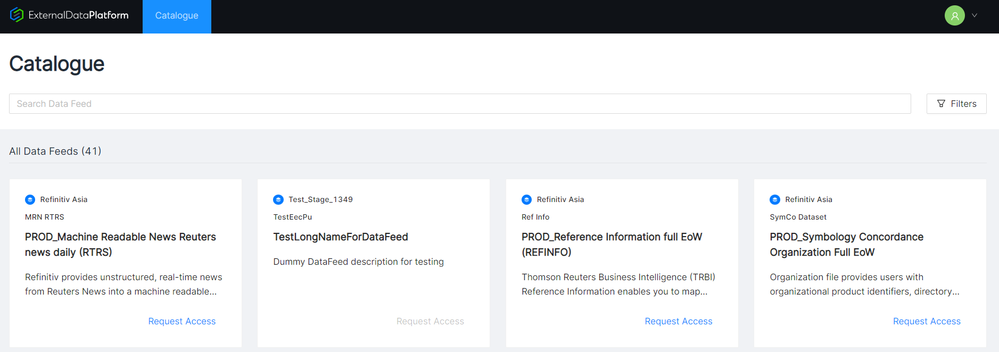 ExternalDataPlatform
Catalogue
Catalogue
Search Data Feed
Filters
All Data Feeds (41)
Refinitiv Asia
MRN RTRS
PROD_Machine Readable News Reuters
news daily (RTRS)
Refinitiv provides unstructured, real-time news
from Reuters News into a machine readable...
Request Access
Test_Stage_1349
TestEecPu
TestLongNameForDataFeed
Dummy DataFeed description for testing
Request Access
Refinitiv Asia
Ref Info
PROD_Reference Information full EoW
(REFINFO)
Thomson Reuters Business Intelligence (TRBI)
Reference Information enables you to map...
Request Access
Refinitiv Asia
SymCo Dataset
PROD_Symbology Concordance
Organization Full EoW
Organization file provides users with
organizational product identifiers, directory...
Request Access